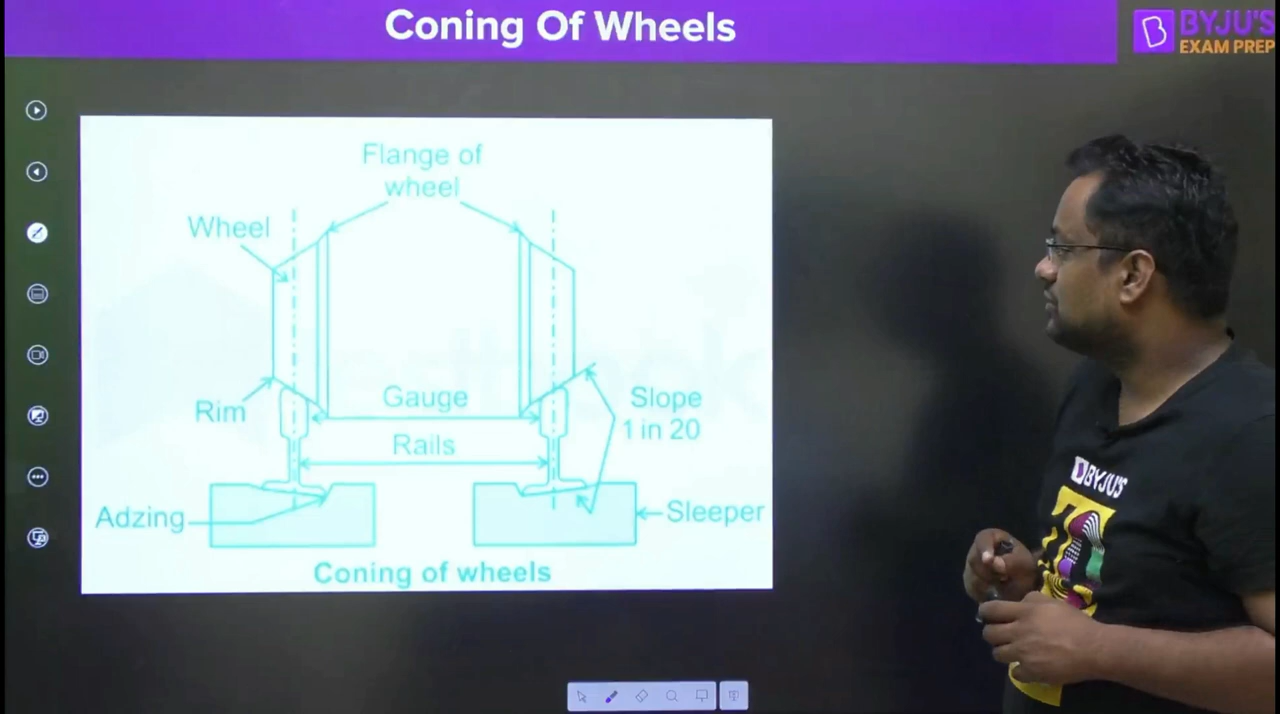 Coning Of Wheels
BYJU'S
EXAM PREP
Flange of
wheel
Wheel
Rim
Gauge
Slope
1 in 20
Rails
Adzing
Sleeper
Coning of wheels
BYJU'S